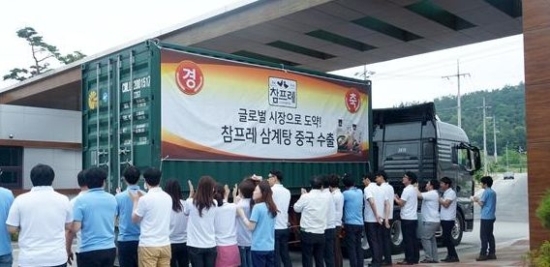 경
참프레
축
글로벌 시장으로 도약!
참프레 삼계탕 중국 수출